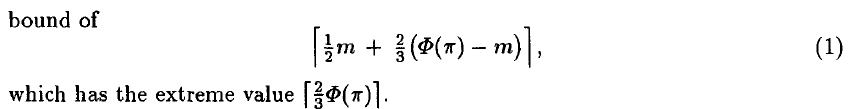 bound of
⌈½m + ⅔(Φ(π) − m)⌉, (1)
which has the extreme value ⌈⅔Φ(π)⌉.